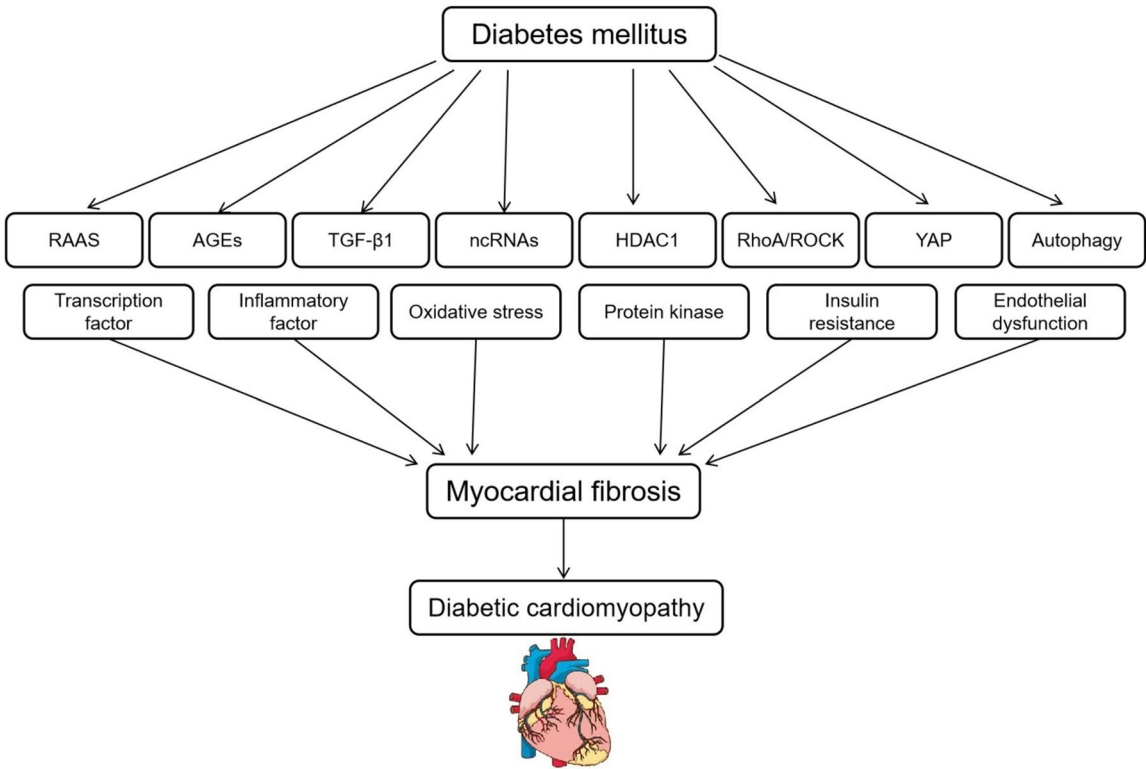 Diabetes mellitus
RAAS
AGEs
TGF-β1
ncRNAs
HDAC1
RhoA/ROCK
YAP
Autophagy
Transcription
factor
Inflammatory
factor
Oxidative stress
Protein kinase
Insulin
resistance
Endothelial
dysfunction
Myocardial fibrosis
Diabetic cardiomyopathy